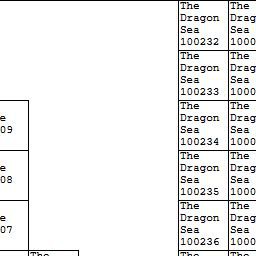 The
Dragon
Sea
100232
The
Drag
Sea
1000
The
Dragon
Sea
100233
The
Drag
Sea
1000
e
09
The
Dragon
Sea
100234
The
Drag
Sea
1000
e
08
The
Dragon
Sea
100235
The
Drag
Sea
1000
e
07
The
Dragon
Sea
100236
The
Drag
Sea
1000
The
The
The